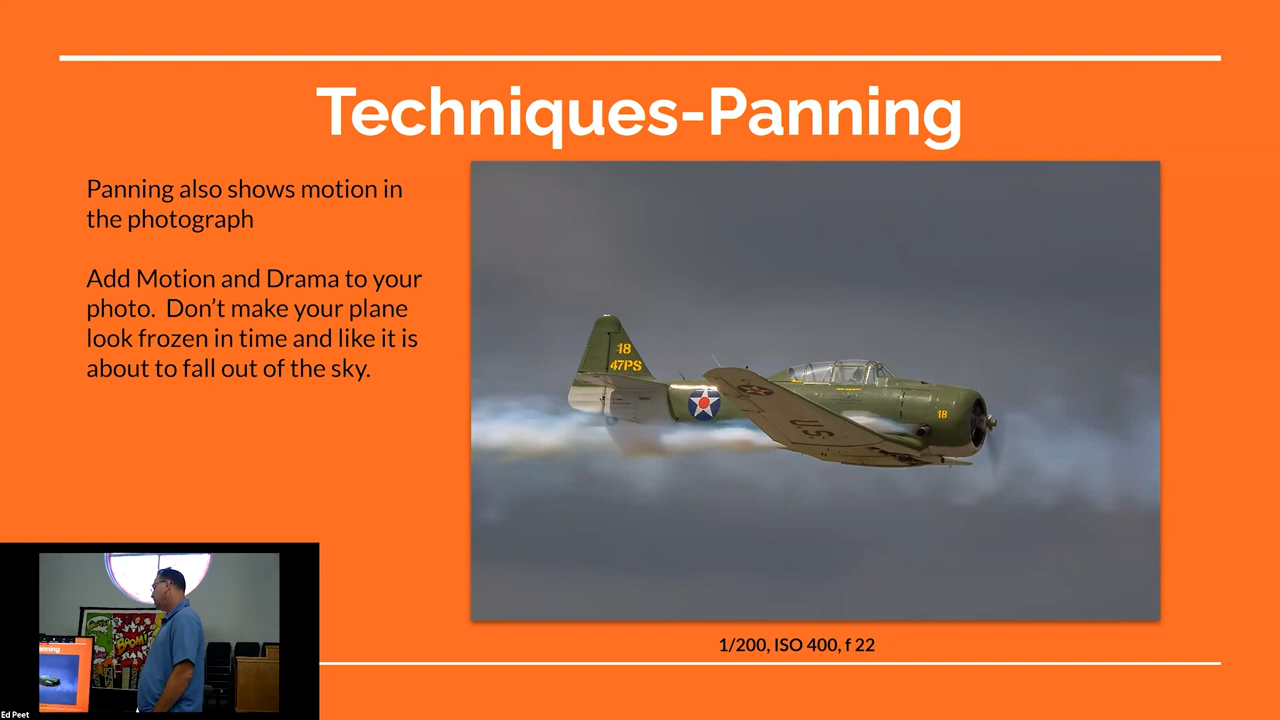 Techniques-Panning
Panning also shows motion in
the photograph
Add Motion and Drama to your
photo.  Don’t make your plane
look frozen in time and like it is
about to fall out of the sky.
18
47PS
U.S.
18
1/200, ISO 400, f 22
BOOM!
anning
Ed Peet